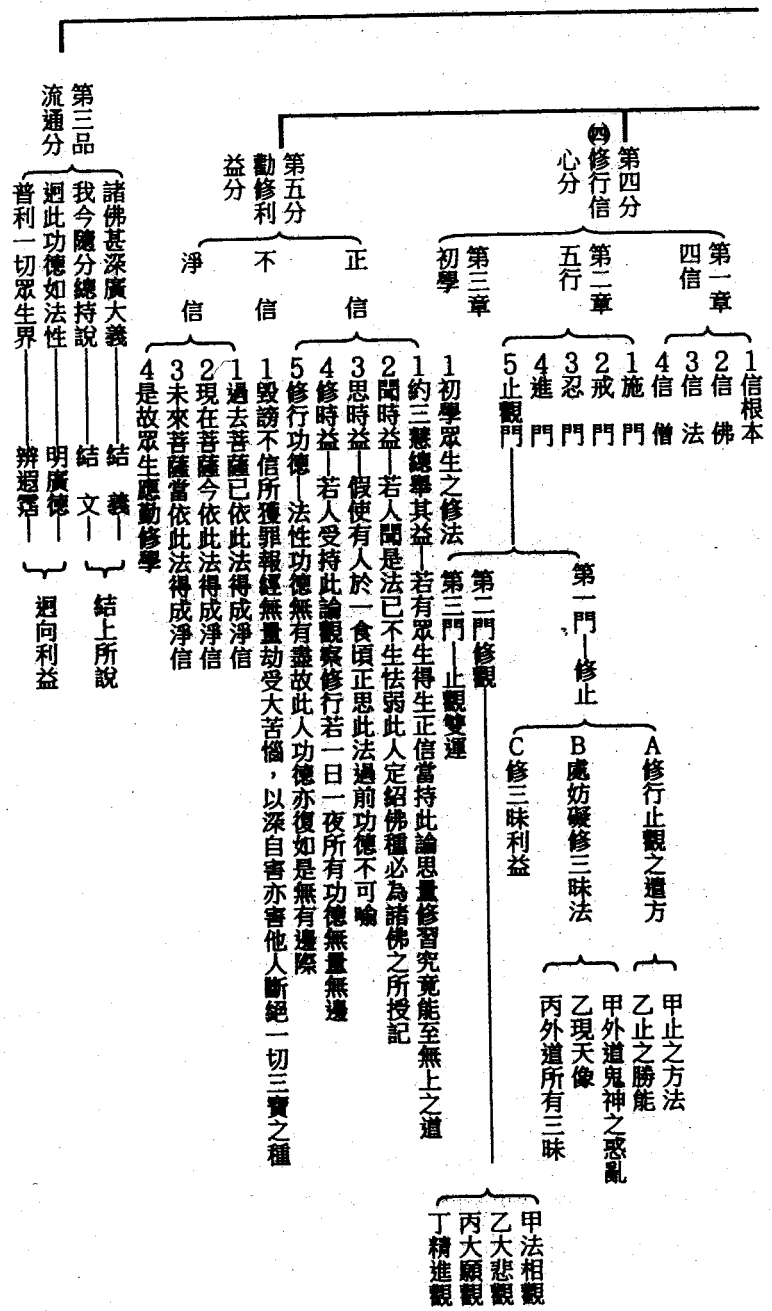 第四分
㈣修行信
心分
第一章
四信
1信根本
2信佛
3信法
4信僧
第二章
五行
1施門
2戒門
3忍門
4進門
5止觀門
第一門—修止
A修行止觀之遣方
甲止之方法
乙止之勝能
B處妨礙修三昧法
甲外道鬼神之惑亂
乙現天像
丙外道所有三昧
C修三昧利益
第二門修觀
甲法相觀
乙大悲觀
丙大願觀
丁精進觀
第三門—止觀雙運
第三章
初學
1初學眾生之修法
第五分
勸修利
益分
正信
1約三慧總舉其益—若有眾生得生正信當持此論思量修習究竟能至無上之道
2聞時益—若人聞是法已不生怯弱此人定紹佛種必為諸佛之所授記
3思時益—假使有人於一食頃正思此法過前功德不可喻
4修時益—若人受持此論觀察修行若一日一夜所有功德無量無邊
5修行功德—法性功德無有盡故此人功德亦復如是無有邊際
不信
1毀謗不信所獲罪報經無量劫受大苦惱，以深自害亦害他人斷絕一切三寶之種
淨信
1過去菩薩已依此法得成淨信
2現在菩薩今依此法得成淨信
3未來菩薩當依此法得成淨信
4是故眾生應勤修學
第三品
流通分
諸佛甚深廣大義—結義
我今隨分總持說—結文
結上所說
迴此功德如法性—明廣德
普利一切眾生界—辨遐霑
迴向利益